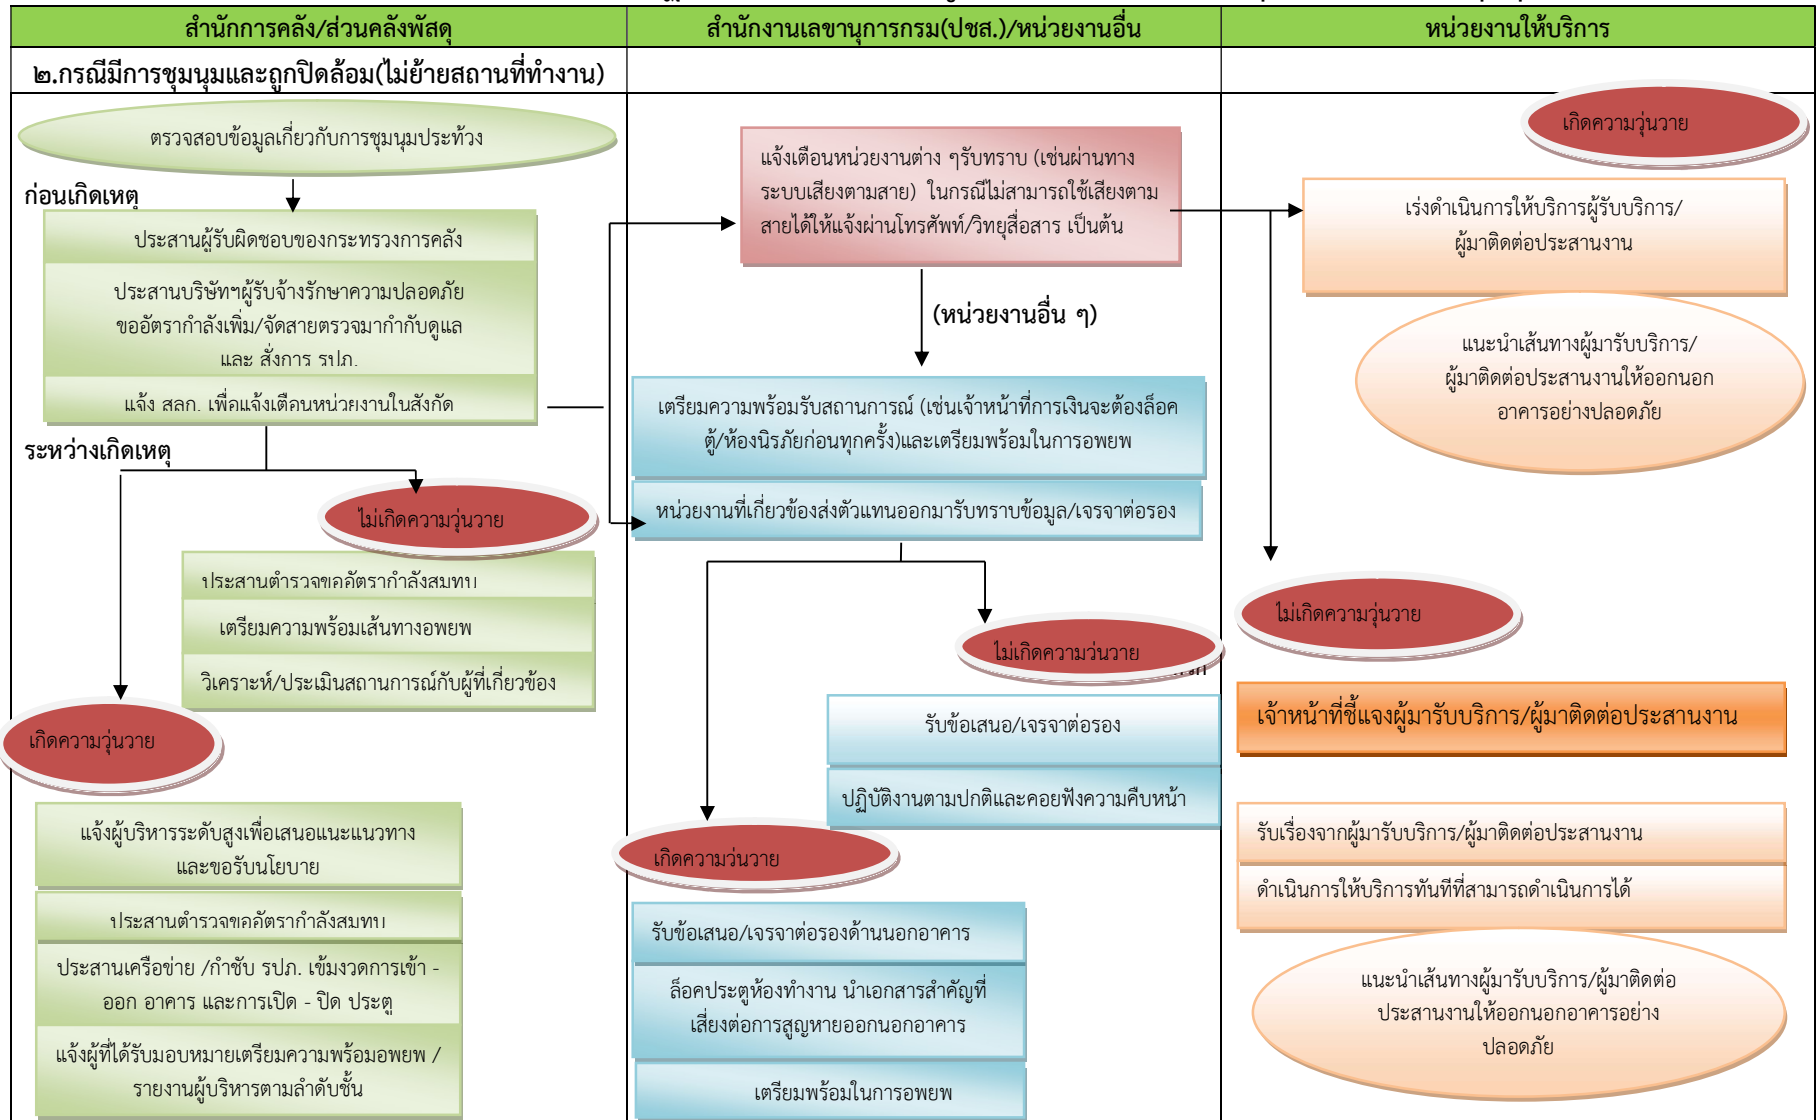 สำนักการคลัง/ส่วนคลังพัสดุ
สำนักงานเลขานุการกรม(ปชส.)/หน่วยงานอื่น
หน่วยงานให้บริการ
๒.กรณีมีการชุมนุมและถูกปิดล้อม(ไม่ย้ายสถานที่ทำงาน)
ตรวจสอบข้อมูลเกี่ยวกับการชุมนุมประท้วง
ก่อนเกิดเหตุ
ประสานผู้รับผิดชอบของกระทรวงการคลัง
ประสานบริษัทฯผู้รับจ้างรักษาความปลอดภัย
ขออัตรากำลังเพิ่ม/จัดสายตรวจมากำกับดูแล
และ สั่งการ รปภ.
แจ้ง สลก. เพื่อแจ้งเตือนหน่วยงานในสังกัด
ระหว่างเกิดเหตุ
ไม่เกิดความวุ่นวาย
ประสานตำรวจขออัตรากำลังสมทบ
เตรียมความพร้อมเส้นทางอพยพ
วิเคราะห์/ประเมินสถานการณ์กับผู้ที่เกี่ยวข้อง
เกิดความวุ่นวาย
แจ้งผู้บริหารระดับสูงเพื่อเสนอแนะแนวทาง
และขอรับนโยบาย
ประสานตำรวจขออัตรากำลังสมทบ
ประสานเครือข่าย /กำชับ รปภ. เข้มงวดการเข้า -
ออก อาคาร และการเปิด - ปิด ประตู
แจ้งผู้ที่ได้รับมอบหมายเตรียมความพร้อมอพยพ /
รายงานผู้บริหารตามลำดับชั้น
แจ้งเตือนหน่วยงานต่าง ๆรับทราบ (เช่นผ่านทาง
ระบบเสียงตามสาย) ในกรณีไม่สามารถใช้เสียงตาม
สายได้ให้แจ้งผ่านโทรศัพท์/วิทยุสื่อสาร เป็นต้น
(หน่วยงานอื่น ๆ)
เตรียมความพร้อมรับสถานการณ์ (เช่นเจ้าหน้าที่การเงินจะต้องล็อค
ตู้/ห้องนิรภัยก่อนทุกครั้ง)และเตรียมพร้อมในการอพยพ
หน่วยงานที่เกี่ยวข้องส่งตัวแทนออกมารับทราบข้อมูล/เจรจาต่อรอง
ไม่เกิดความวุ่นวาย
รับข้อเสนอ/เจรจาต่อรอง
ปฏิบัติงานตามปกติและคอยฟังความคืบหน้า
เกิดความวุ่นวาย
รับข้อเสนอ/เจรจาต่อรองด้านนอกอาคาร
ล็อคประตูห้องทำงาน นำเอกสารสำคัญที่
เสี่ยงต่อการสูญหายออกนอกอาคาร
เตรียมพร้อมในการอพยพ
เกิดความวุ่นวาย
เร่งดำเนินการให้บริการผู้รับบริการ/
ผู้มาติดต่อประสานงาน
แนะนำเส้นทางผู้มารับบริการ/
ผู้มาติดต่อประสานงานให้ออกนอก
อาคารอย่างปลอดภัย
ไม่เกิดความวุ่นวาย
เจ้าหน้าที่ชี้แจงผู้มารับบริการ/ผู้มาติดต่อประสานงาน
รับเรื่องจากผู้มารับบริการ/ผู้มาติดต่อประสานงาน
ดำเนินการให้บริการทันทีที่สามารถดำเนินการได้
แนะนำเส้นทางผู้มารับบริการ/ผู้มาติดต่อ
ประสานงานให้ออกนอกอาคารอย่าง
ปลอดภัย